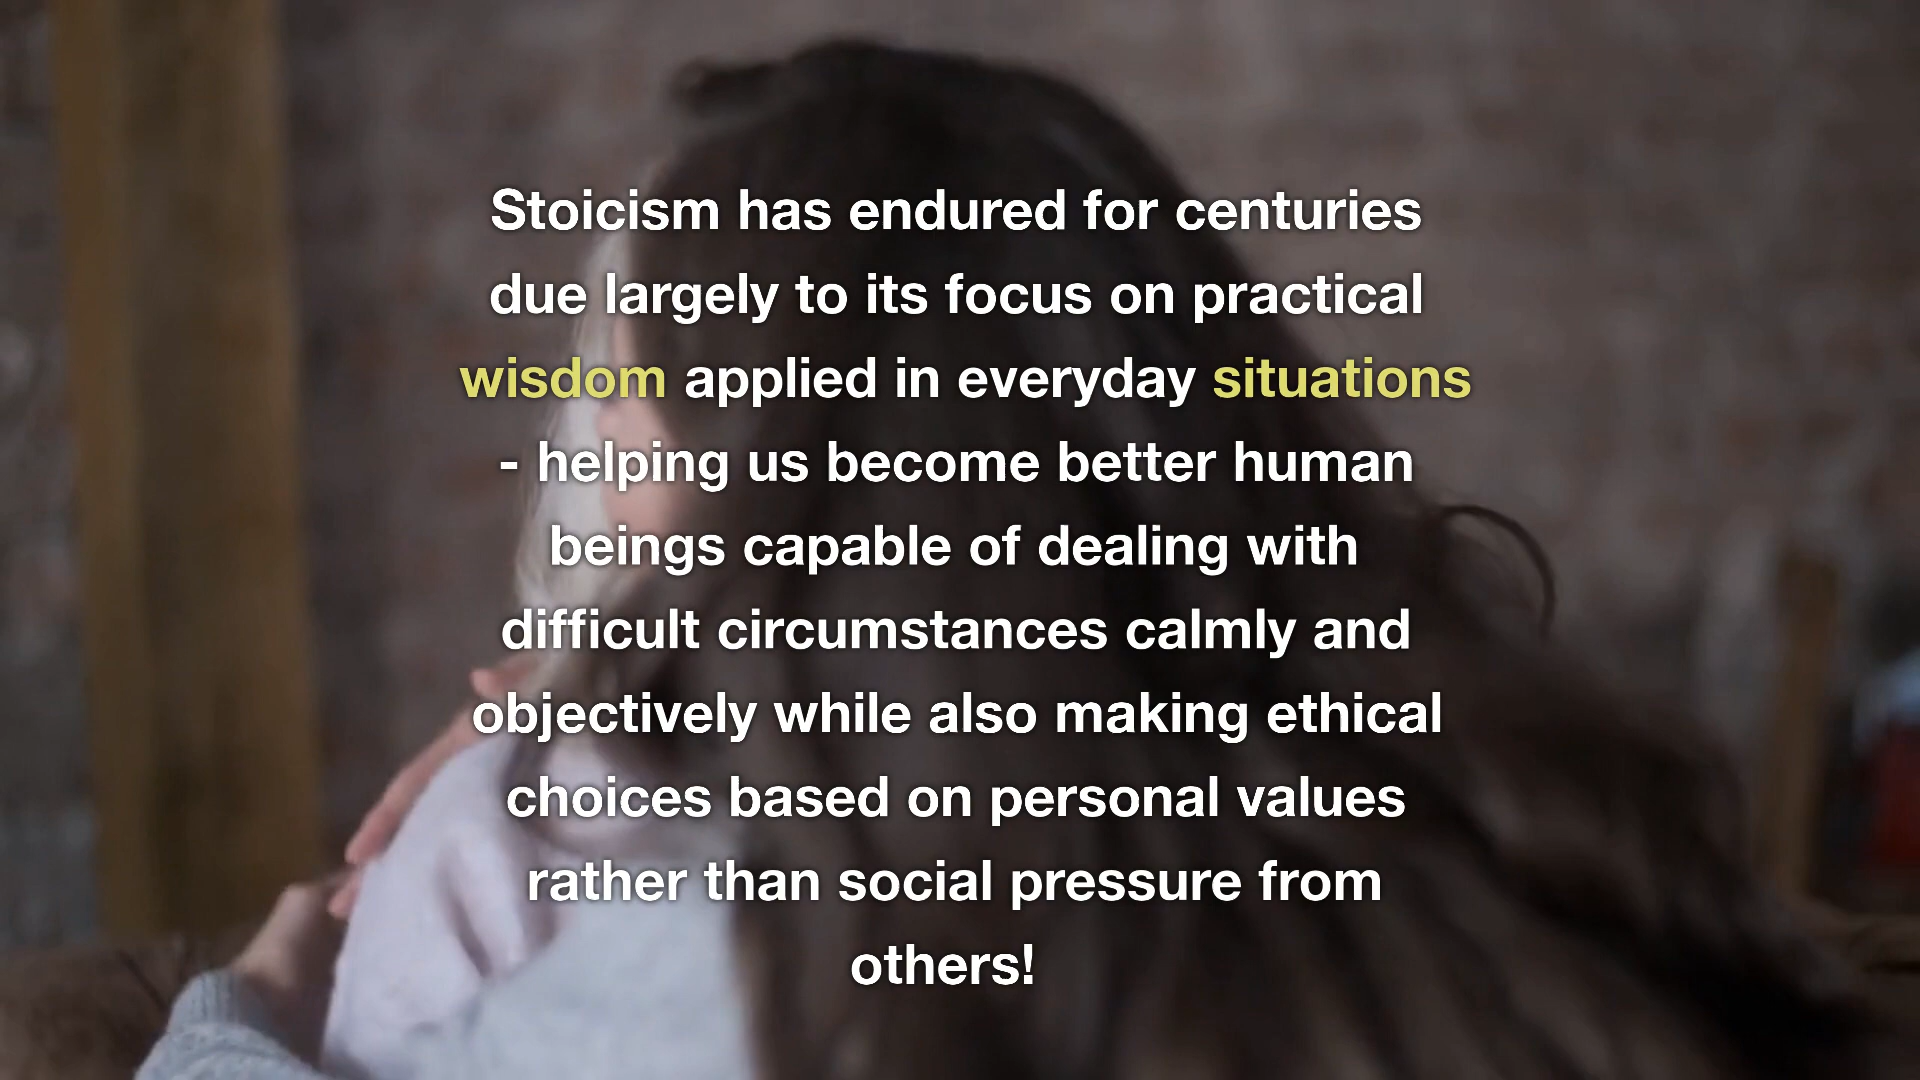 Stoicism has endured for centuries
due largely to its focus on practical
wisdom applied in everyday situations
- helping us become better human
beings capable of dealing with
difficult circumstances calmly and
objectively while also making ethical
choices based on personal values
rather than social pressure from
others!